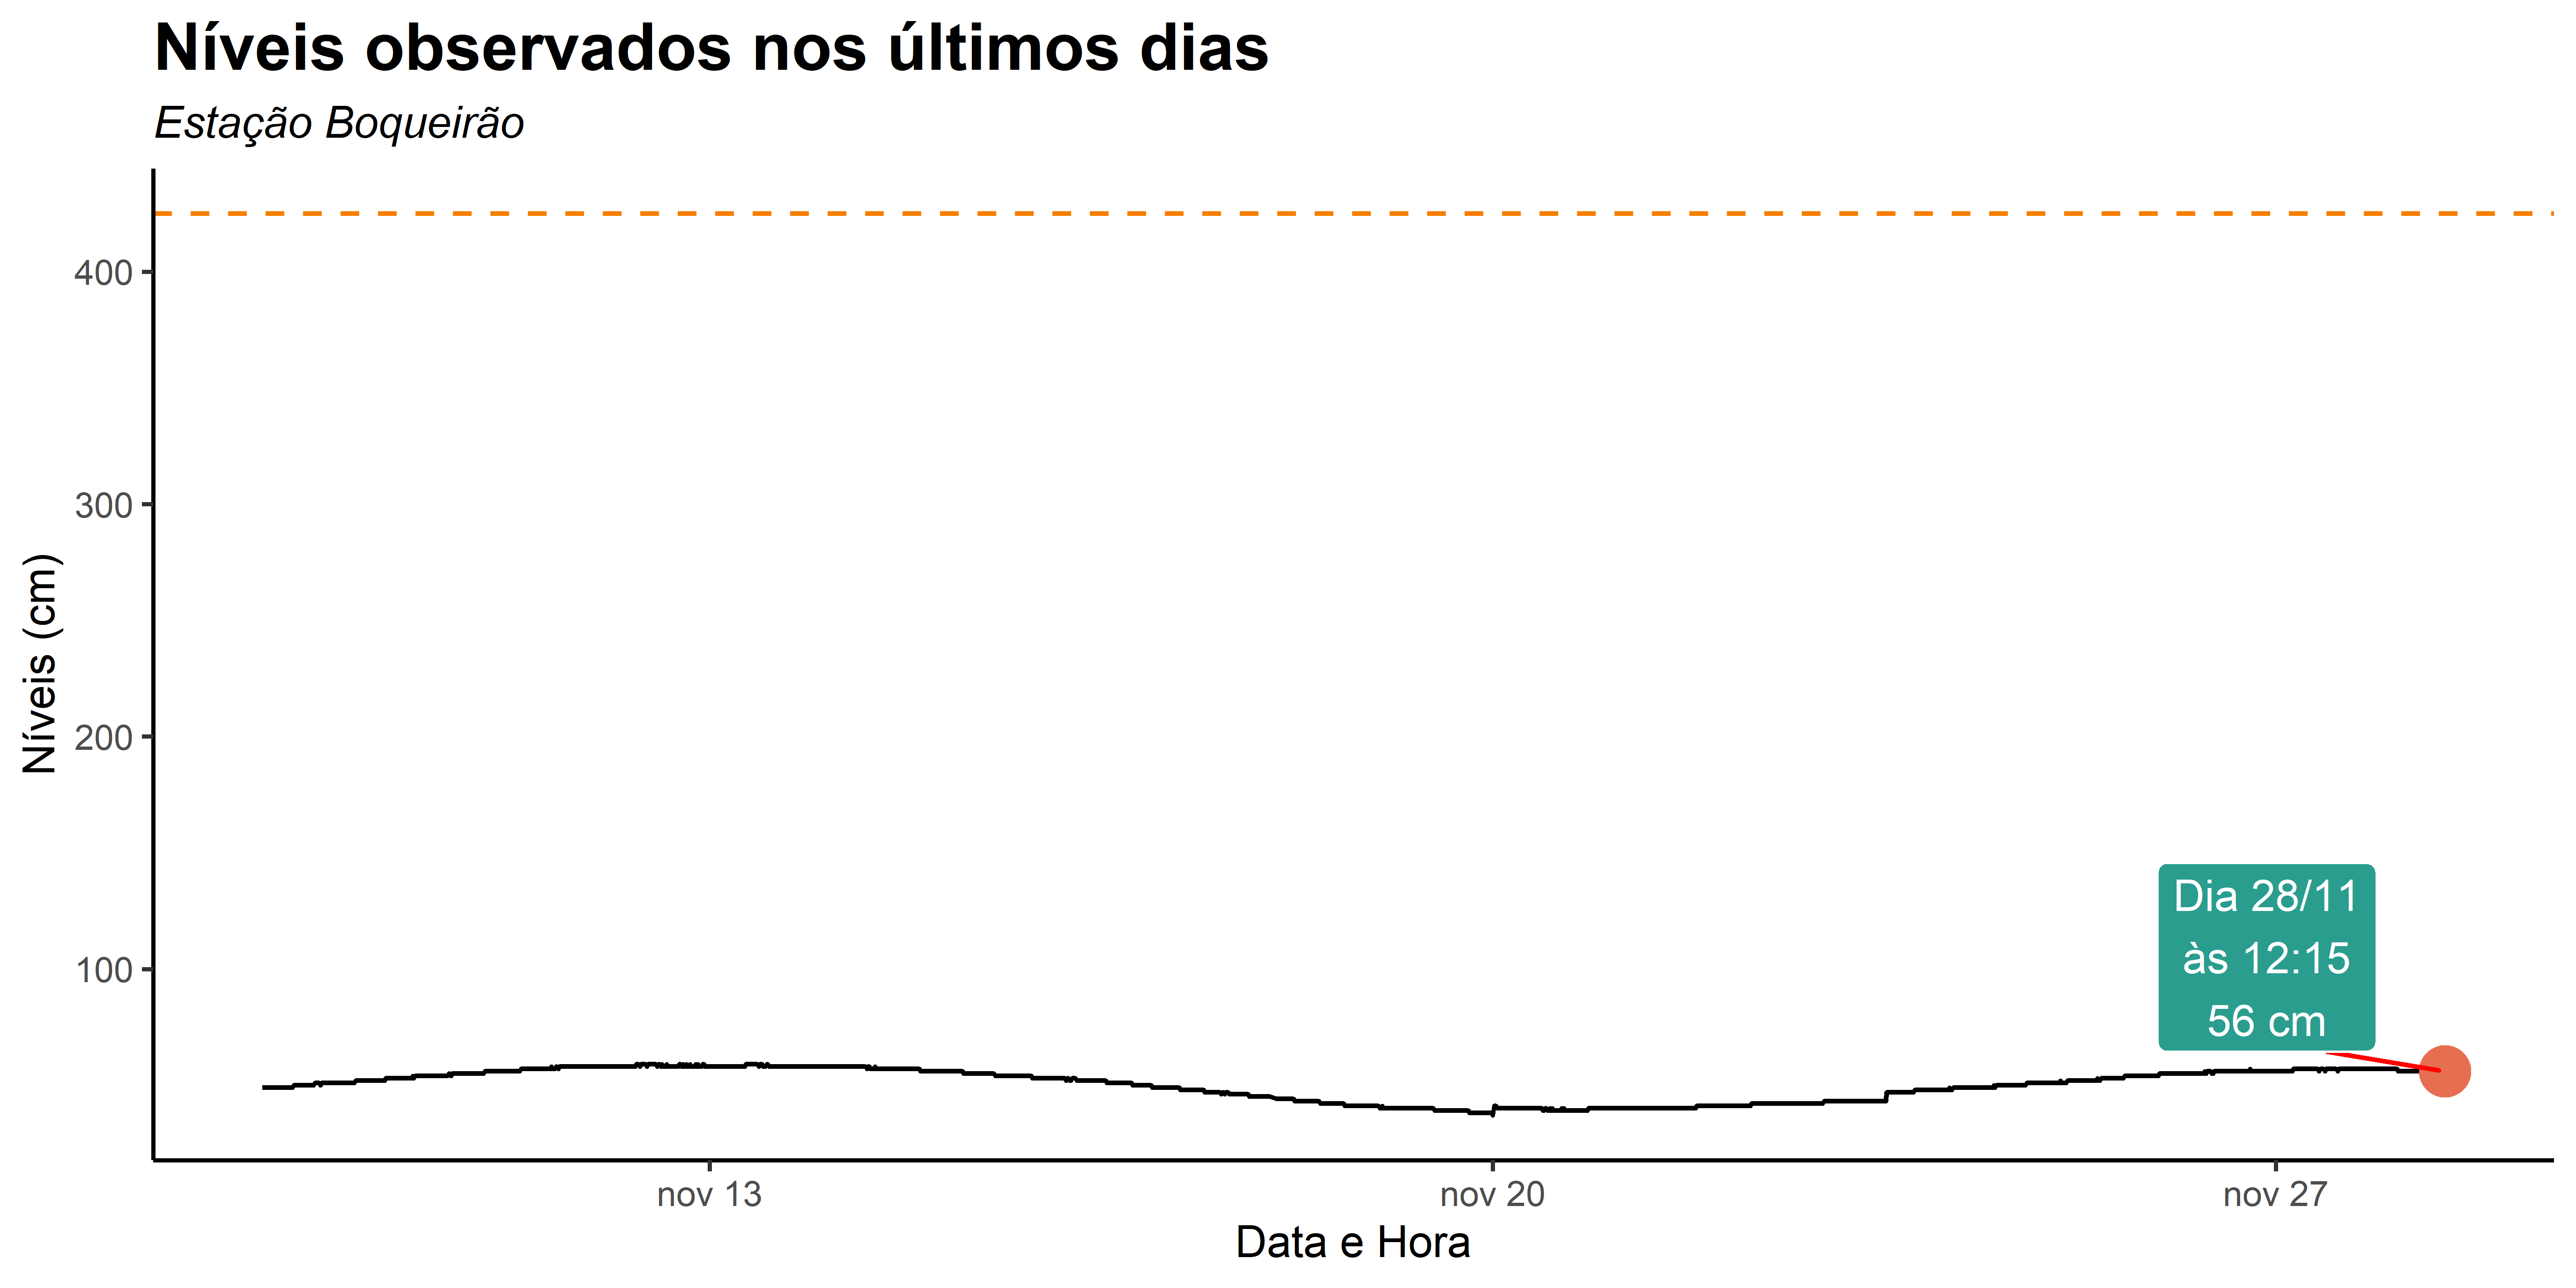 Níveis observados nos últimos dias
Estação Boqueirão
Níveis (cm)
400
300
200
100
Dia 28/11
às 12:15
56 cm
nov 13
nov 20
nov 27
Data e Hora